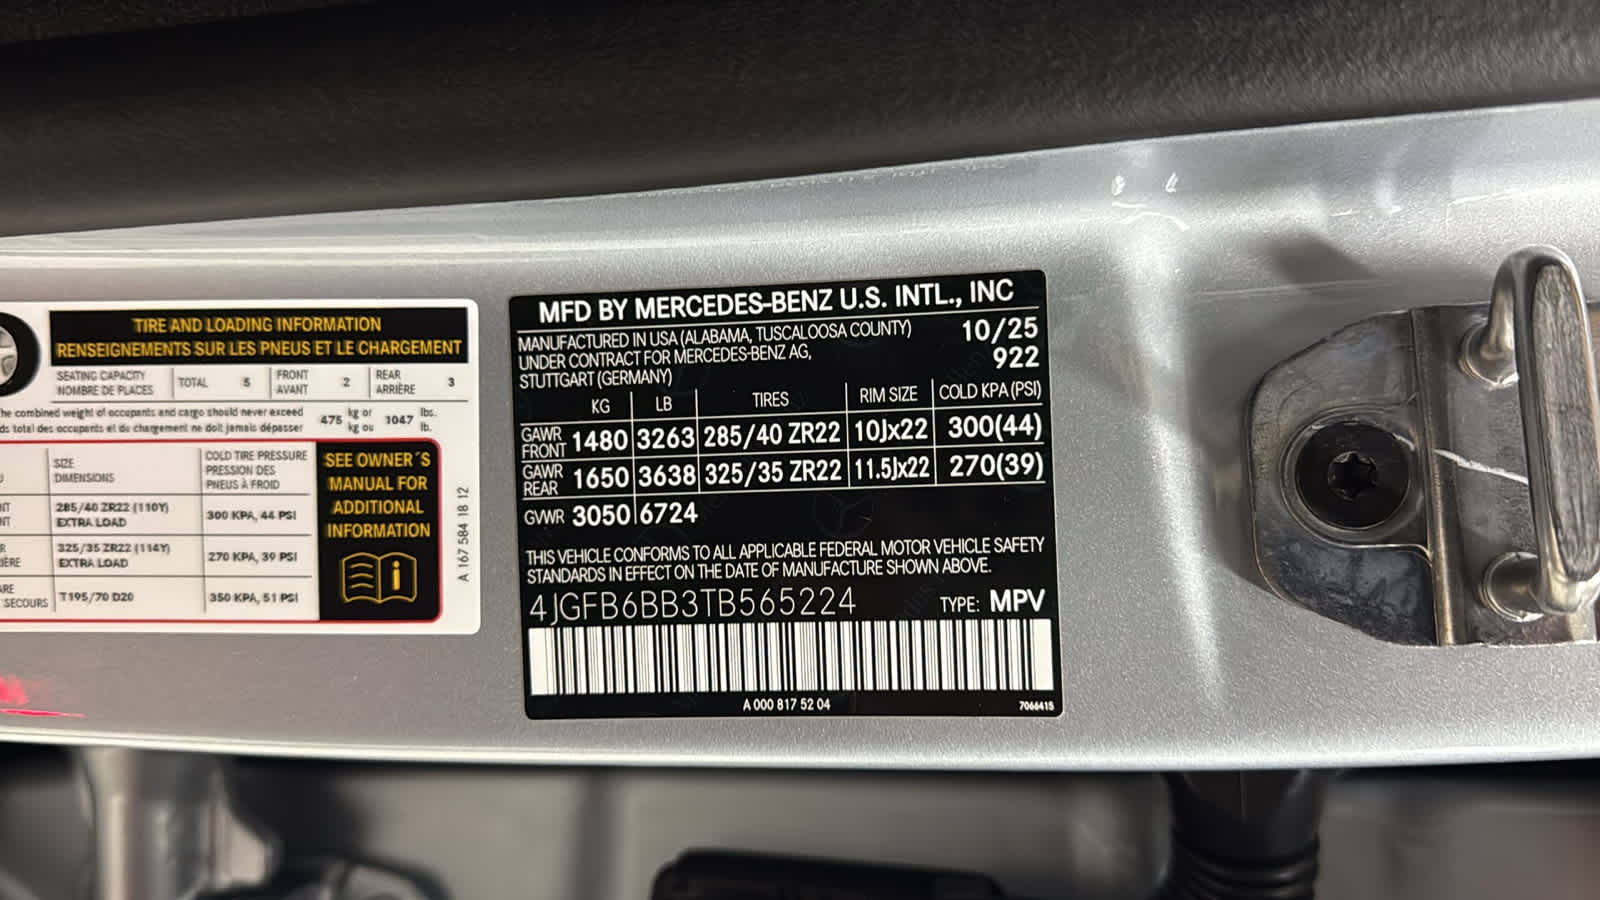 TIRE AND LOADING INFORMATION
RENSEIGNEMENTS SUR LES PNEUS ET LE CHARGEMENT
SEATING CAPACITY
NOMBRE DE PLACES
TOTAL 5
FRONT
AVANT
2
REAR
ARRIÈRE
3
he combined weight of occupants and cargo should never exceed
ds total des occupants et du chargement ne doit jamais dépasser
475 kg or
kg ou
1047 lbs.
lb.
SIZE
DIMENSIONS
COLD TIRE PRESSURE
PRESSION DES
PNEUS À FROID
285/40 ZR22 (110Y)
EXTRA LOAD
300 KPA, 44 PSI
325/35 ZR22 (114Y)
EXTRA LOAD
270 KPA, 39 PSI
SECOURS
T195/70 D20
350 KPA, 51 PSI
SEE OWNER´S
MANUAL FOR
ADDITIONAL
INFORMATION
A 167 584 18 12
MFD BY MERCEDES-BENZ U.S. INTL., INC
MANUFACTURED IN USA (ALABAMA, TUSCALOOSA COUNTY)
UNDER CONTRACT FOR MERCEDES-BENZ AG,
STUTTGART (GERMANY)
10/25
922
KG LB TIRES RIM SIZE COLD KPA (PSI)
GAWR
FRONT
1480 3263 285/40 ZR22 10Jx22 300(44)
GAWR
REAR
1650 3638 325/35 ZR22 11.5Jx22 270(39)
GVWR 3050 6724
THIS VEHICLE CONFORMS TO ALL APPLICABLE FEDERAL MOTOR VEHICLE SAFETY
STANDARDS IN EFFECT ON THE DATE OF MANUFACTURE SHOWN ABOVE.
4JGFB6BB3TB565224 TYPE: MPV
A 000 817 52 04
7066415